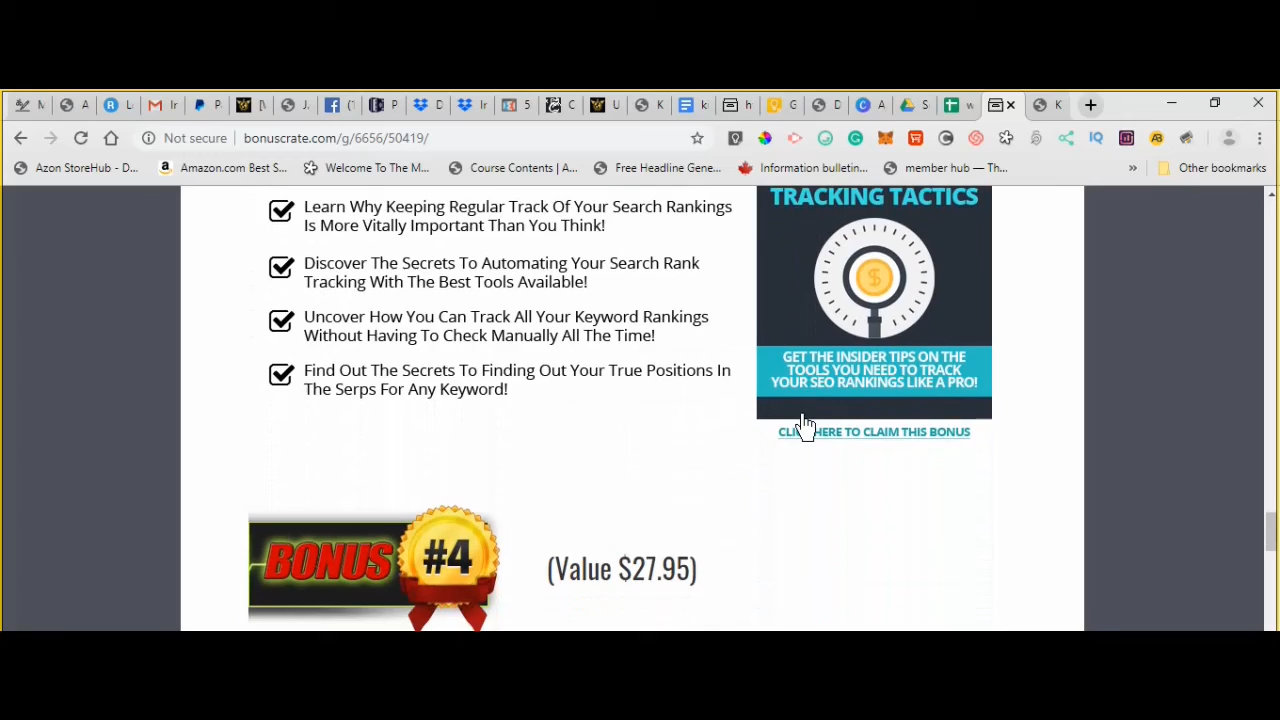 M
A
R
L
Ir
P
[\
J.
f
(1
P
D
Ir
31
5
C
U
K
k
h
G
D
C
A
S
w
K
Not secure
bonuscrate.com/g/6656/50419/
Azon StoreHub - D...
Amazon.com Best S...
Welcome To The M...
Course Contents | A...
Free Headline Gene...
Information bulletin...
member hub — Th...
»
Other bookmarks
Learn Why Keeping Regular Track Of Your Search Rankings
Is More Vitally Important Than You Think!
Discover The Secrets To Automating Your Search Rank
Tracking With The Best Tools Available!
Uncover How You Can Track All Your Keyword Rankings
Without Having To Check Manually All The Time!
Find Out The Secrets To Finding Out Your True Positions In
The Serps For Any Keyword!
TRACKING TACTICS
$
GET THE INSIDER TIPS ON THE
TOOLS YOU NEED TO TRACK
YOUR SEO RANKINGS LIKE A PRO!
HERE TO CLAIM THIS BONUS
BONUS #4
(Value $27.95)